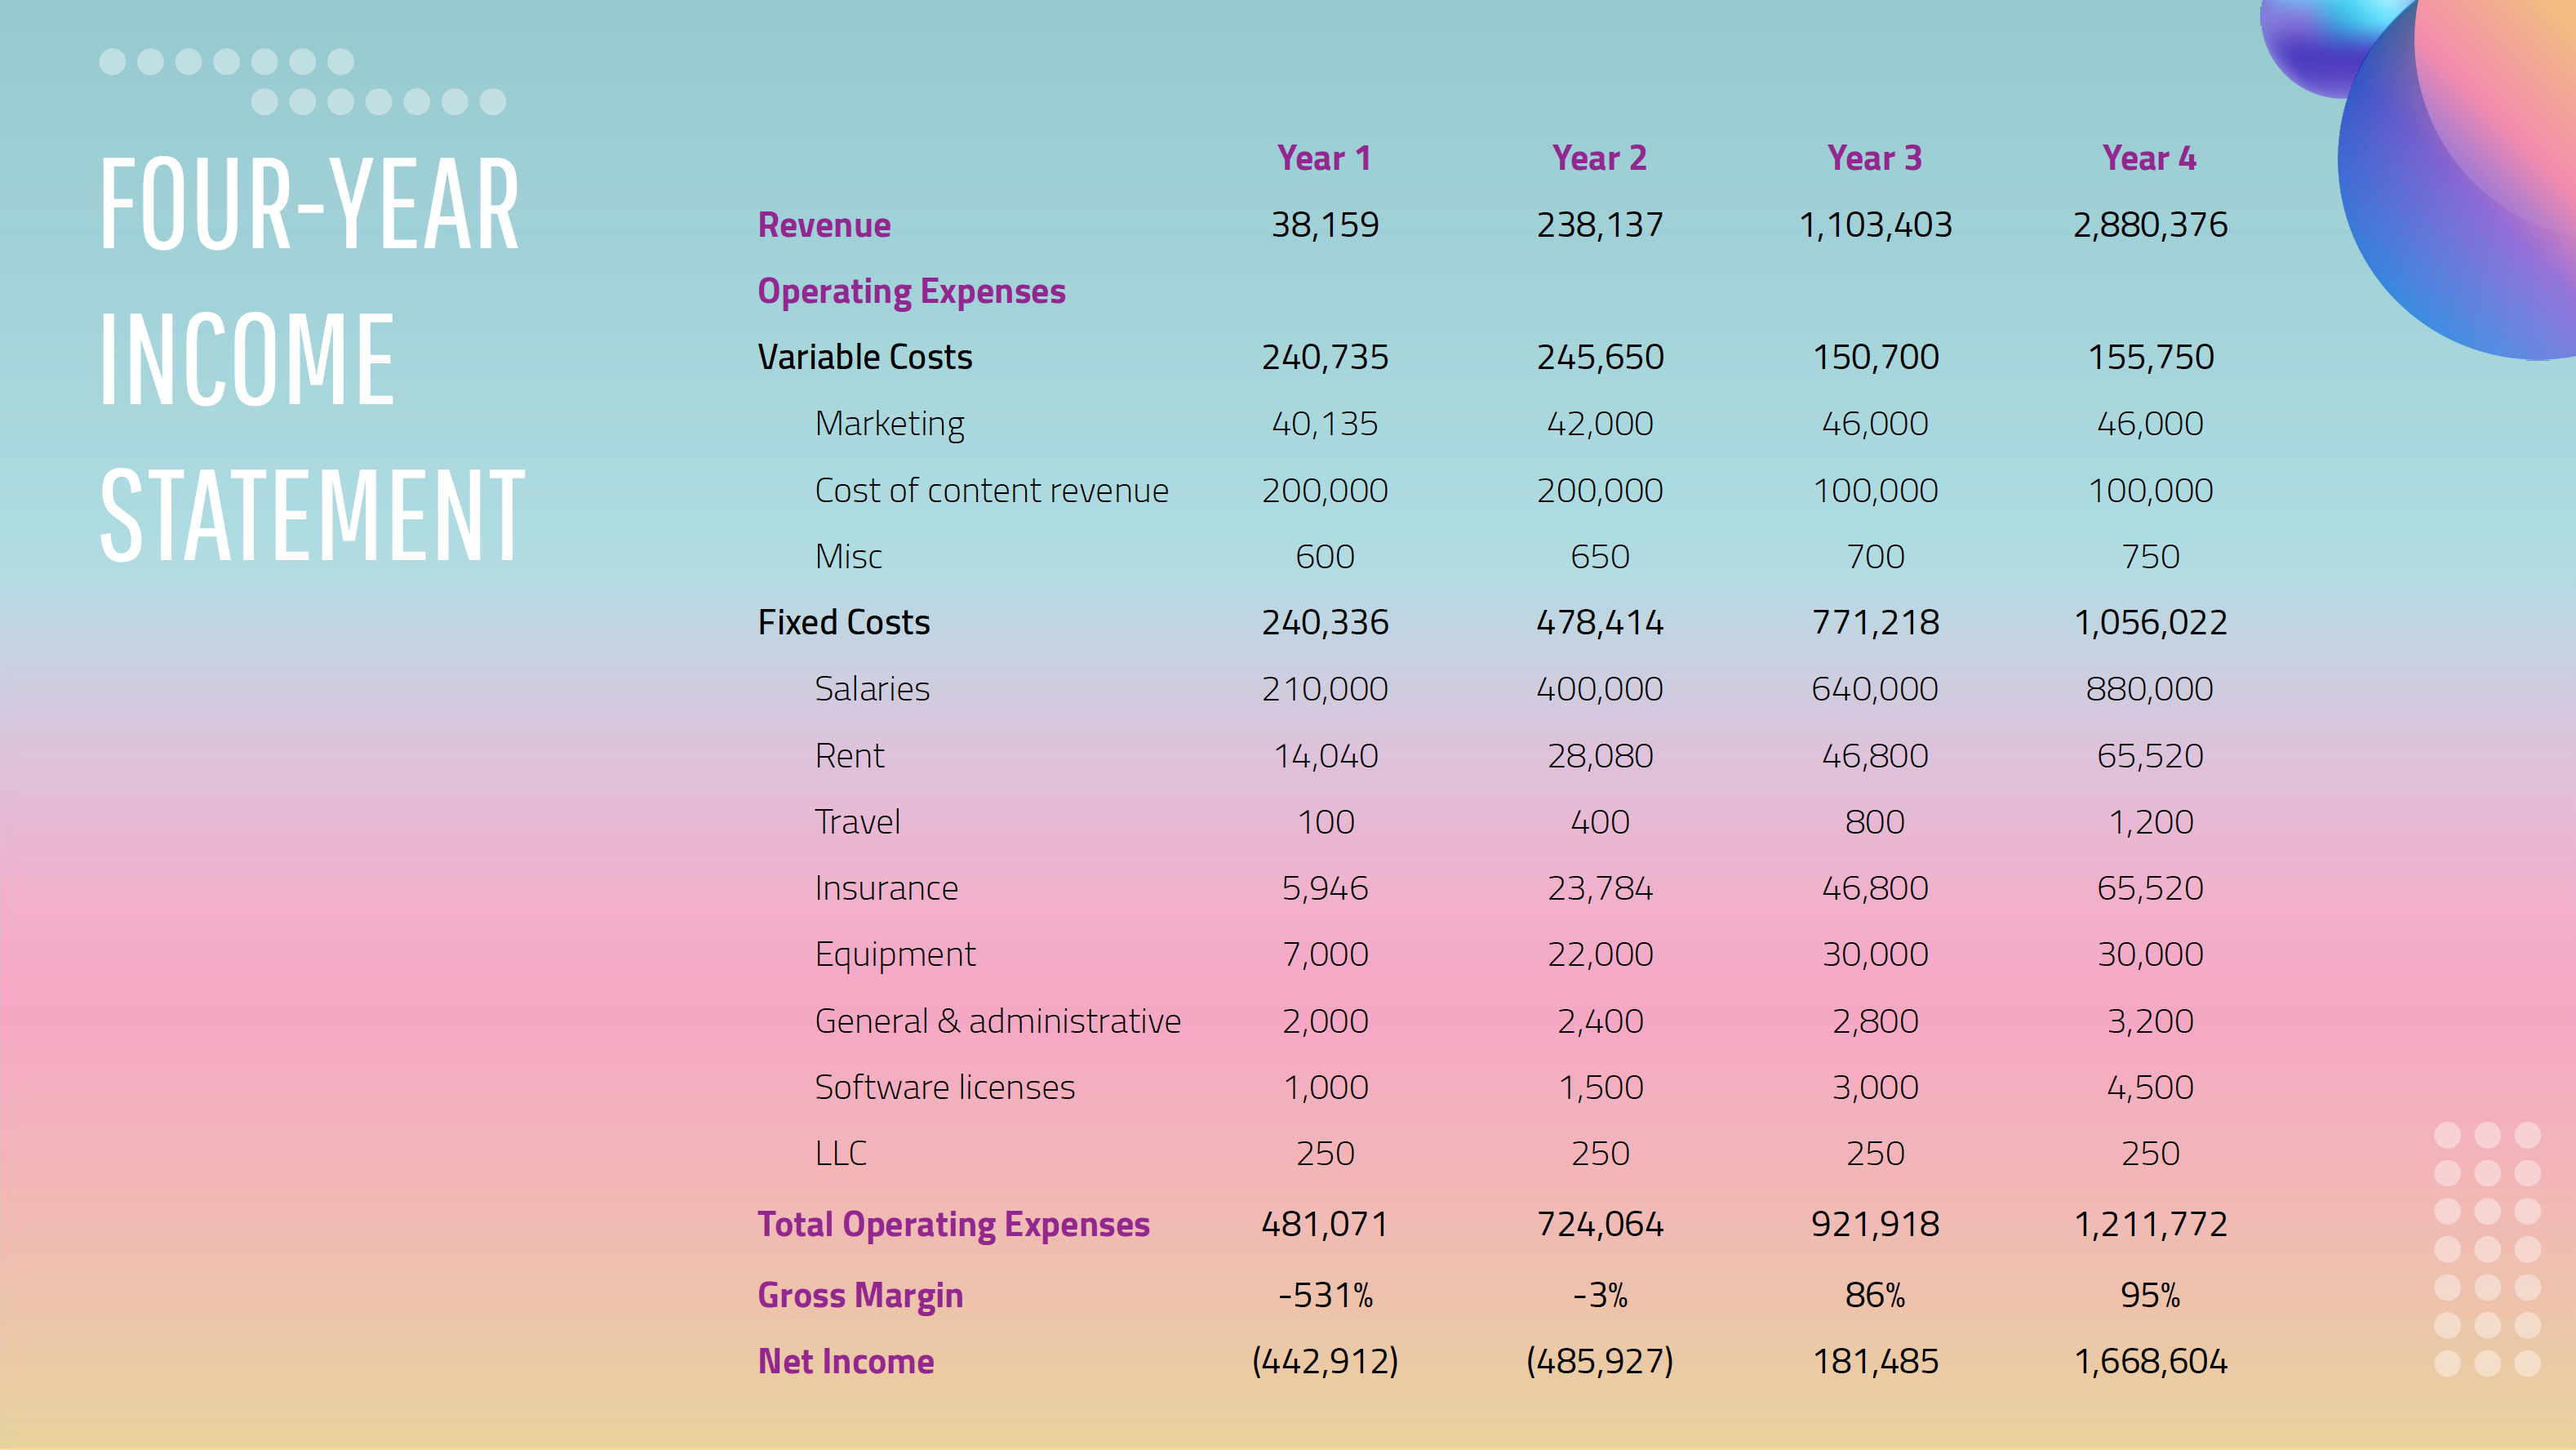 FOUR-YEAR
INCOME
STATEMENT
Year 1 Year 2 Year 3 Year 4
Revenue 38,159 238,137 1,103,403 2,880,376
Operating Expenses
Variable Costs 240,735 245,650 150,700 155,750
Marketing 40,135 42,000 46,000 46,000
Cost of content revenue 200,000 200,000 100,000 100,000
Misc 600 650 700 750
Fixed Costs 240,336 478,414 771,218 1,056,022
Salaries 210,000 400,000 640,000 880,000
Rent 14,040 28,080 46,800 65,520
Travel 100 400 800 1,200
Insurance 5,946 23,784 46,800 65,520
Equipment 7,000 22,000 30,000 30,000
General & administrative 2,000 2,400 2,800 3,200
Software licenses 1,000 1,500 3,000 4,500
LLC 250 250 250 250
Total Operating Expenses 481,071 724,064 921,918 1,211,772
Gross Margin -531% -3% 86% 95%
Net Income (442,912) (485,927) 181,485 1,668,604